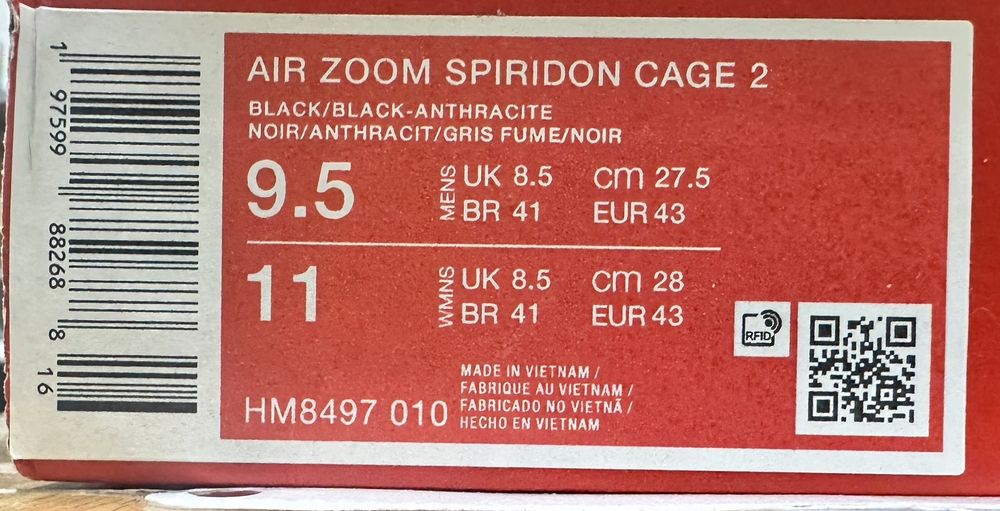 AIR ZOOM SPIRIDON CAGE 2
BLACK/BLACK-ANTHRACITE
NOIR/ANTHRACIT/GRIS FUME/NOIR
9.5
MENS
UK 8.5 cm 27.5
BR 41 EUR 43
11
WMNS
UK 8.5 cm 28
BR 41 EUR 43
RFID
HM8497 010
MADE IN VIETNAM /
FABRIQUE AU VIETNAM /
FABRICADO NO VIETNÃ /
HECHO EN VIETNAM
1 97599 88268 8 16